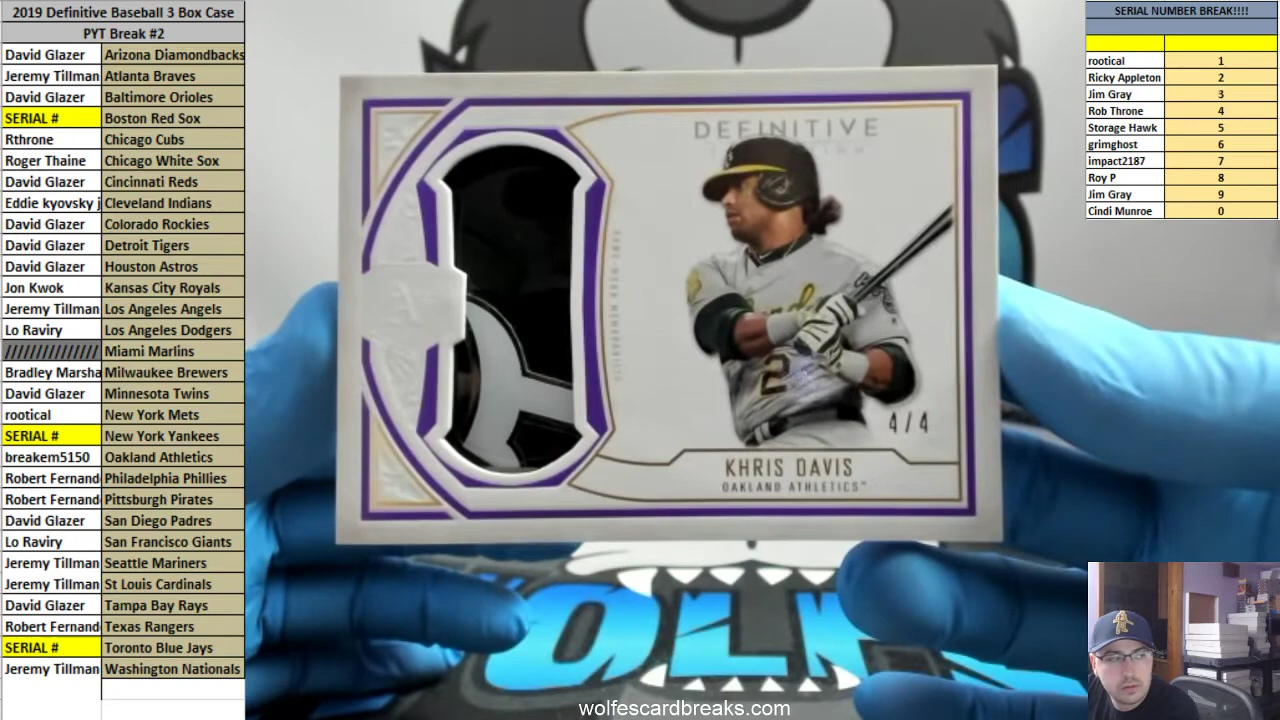 2019 Definitive Baseball 3 Box Case
PYT Break #2
David Glazer Arizona Diamondbacks
Jeremy Tillman Atlanta Braves
David Glazer Baltimore Orioles
SERIAL # Boston Red Sox
Rthrone Chicago Cubs
Roger Thaine Chicago White Sox
David Glazer Cincinnati Reds
Eddie kyovsky j Cleveland Indians
David Glazer Colorado Rockies
David Glazer Detroit Tigers
David Glazer Houston Astros
Jon Kwok Kansas City Royals
Jeremy Tillman Los Angeles Angels
Lo Raviry Los Angeles Dodgers
/////////////// Miami Marlins
Bradley Marsha Milwaukee Brewers
David Glazer Minnesota Twins
rootical New York Mets
SERIAL # New York Yankees
breakem5150 Oakland Athletics
Robert Fernand Philadelphia Phillies
Robert Fernand Pittsburgh Pirates
David Glazer San Diego Padres
Lo Raviry San Francisco Giants
Jeremy Tillman Seattle Mariners
Jeremy Tillman St Louis Cardinals
David Glazer Tampa Bay Rays
Robert Fernand Texas Rangers
SERIAL # Toronto Blue Jays
Jeremy Tillman Washington Nationals
DEFINITIVE
2
4/4
KHRIS DAVIS
OAKLAND ATHLETICS™
wolfescardbreaks.com
SERIAL NUMBER BREAK!!!!
rootical 1
Ricky Appleton 2
Jim Gray 3
Rob Throne 4
Storage Hawk 5
grimghost 6
impact2187 7
Roy P 8
Jim Gray 9
Cindi Munroe 0